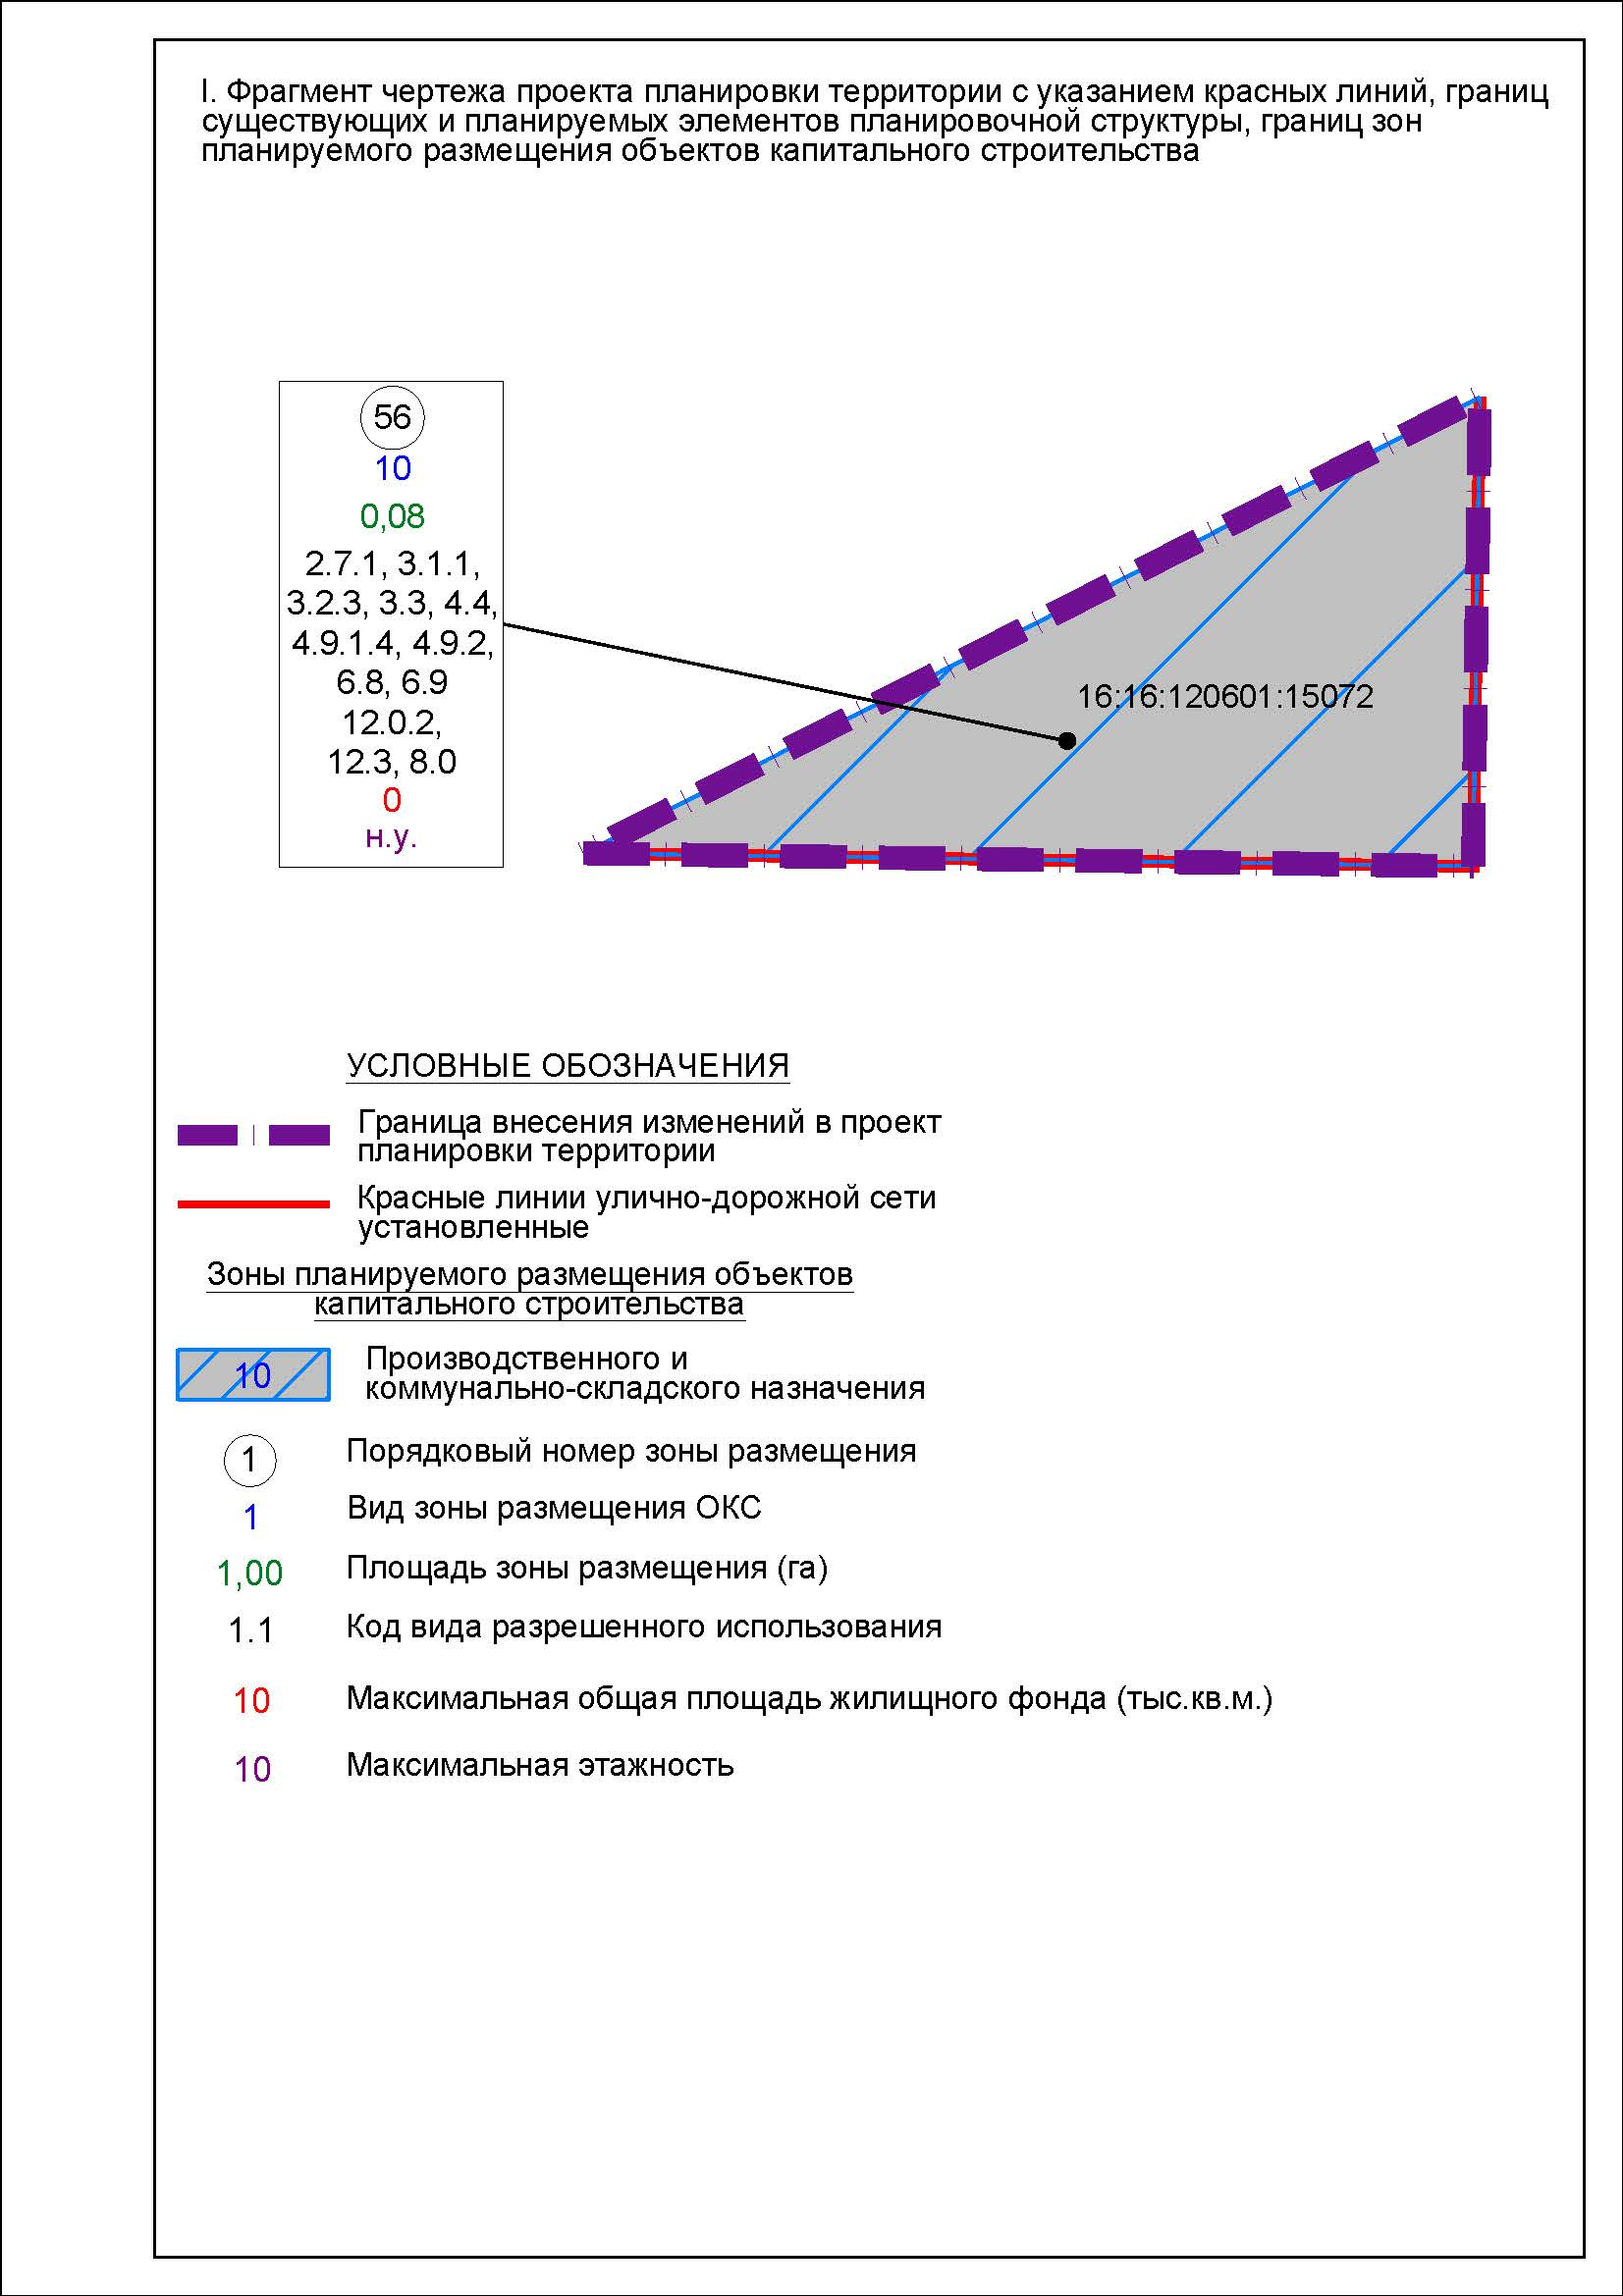 I. Фрагмент чертежа проекта планировки территории с указанием красных линий, границ
существующих и планируемых элементов планировочной структуры, границ зон
планируемого размещения объектов капитального строительства
56
10
0,08
2.7.1, 3.1.1,
3.2.3, 3.3, 4.4,
4.9.1.4, 4.9.2,
6.8, 6.9
12.0.2,
12.3, 8.0
0
н.у.
16:16:120601:15072
УСЛОВНЫЕ ОБОЗНАЧЕНИЯ
Граница внесения изменений в проект
планировки территории
Красные линии улично-дорожной сети
установленные
Зоны планируемого размещения объектов
капитального строительства
10
Производственного и
коммунально-складского назначения
1 Порядковый номер зоны размещения
1 Вид зоны размещения ОКС
1,00 Площадь зоны размещения (га)
1.1 Код вида разрешенного использования
10 Максимальная общая площадь жилищного фонда (тыс.кв.м.)
10 Максимальная этажность